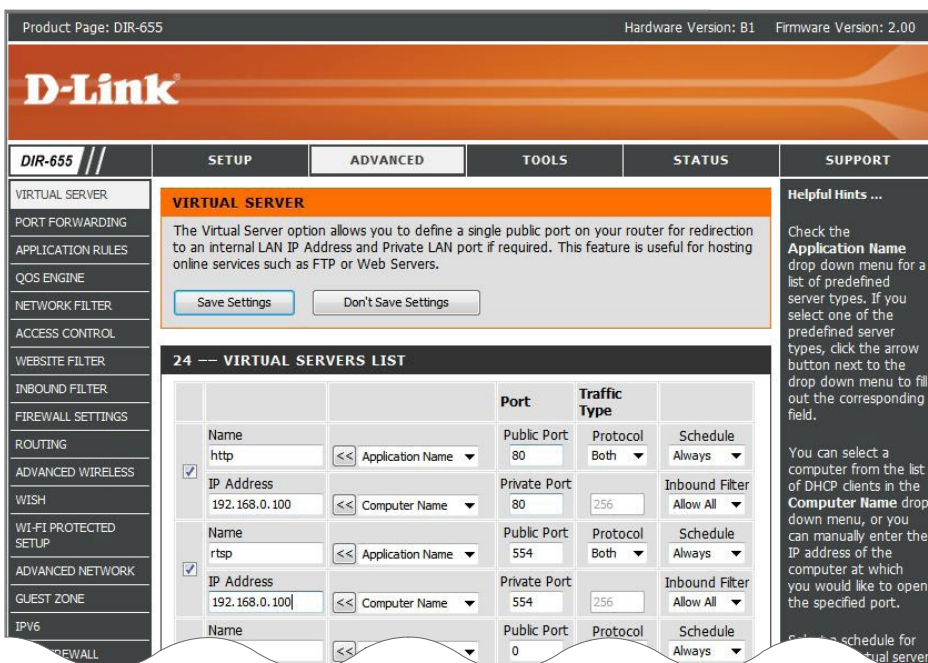 Product Page: DIR-655
Hardware Version: B1
Firmware Version: 2.00
D-Link®
DIR-655
SETUP
ADVANCED
TOOLS
STATUS
SUPPORT
VIRTUAL SERVER
PORT FORWARDING
APPLICATION RULES
QOS ENGINE
NETWORK FILTER
ACCESS CONTROL
WEBSITE FILTER
INBOUND FILTER
FIREWALL SETTINGS
ROUTING
ADVANCED WIRELESS
WISH
WI-FI PROTECTED
SETUP
ADVANCED NETWORK
GUEST ZONE
IPV6
VIRTUAL SERVER
The Virtual Server option allows you to define a single public port on your router for redirection
to an internal LAN IP Address and Private LAN port if required. This feature is useful for hosting
online services such as FTP or Web Servers.
Save Settings
Don't Save Settings
24 –– VIRTUAL SERVERS LIST
Port
Traffic
Type
Name
Public Port
Protocol
Schedule
http
<<
Application Name
80
Both
Always
IP Address
Private Port
Inbound Filter
192.168.0.100
<<
Computer Name
80
256
Allow All
Name
Public Port
Protocol
Schedule
rtsp
<<
Application Name
554
Both
Always
IP Address
Private Port
Inbound Filter
192.168.0.100
<<
Computer Name
554
256
Allow All
Name
Public Port
Protocol
Schedule
<<
0
Always
Helpful Hints ...
Check the
Application Name
drop down menu for a
list of predefined
server types. If you
select one of the
predefined server
types, click the arrow
button next to the
drop down menu to fill
out the corresponding
field.
You can select a
computer from the list
of DHCP clients in the
Computer Name drop
down menu, or you
can manually enter the
IP address of the
computer at which
you would like to open
the specified port.
schedule for
server